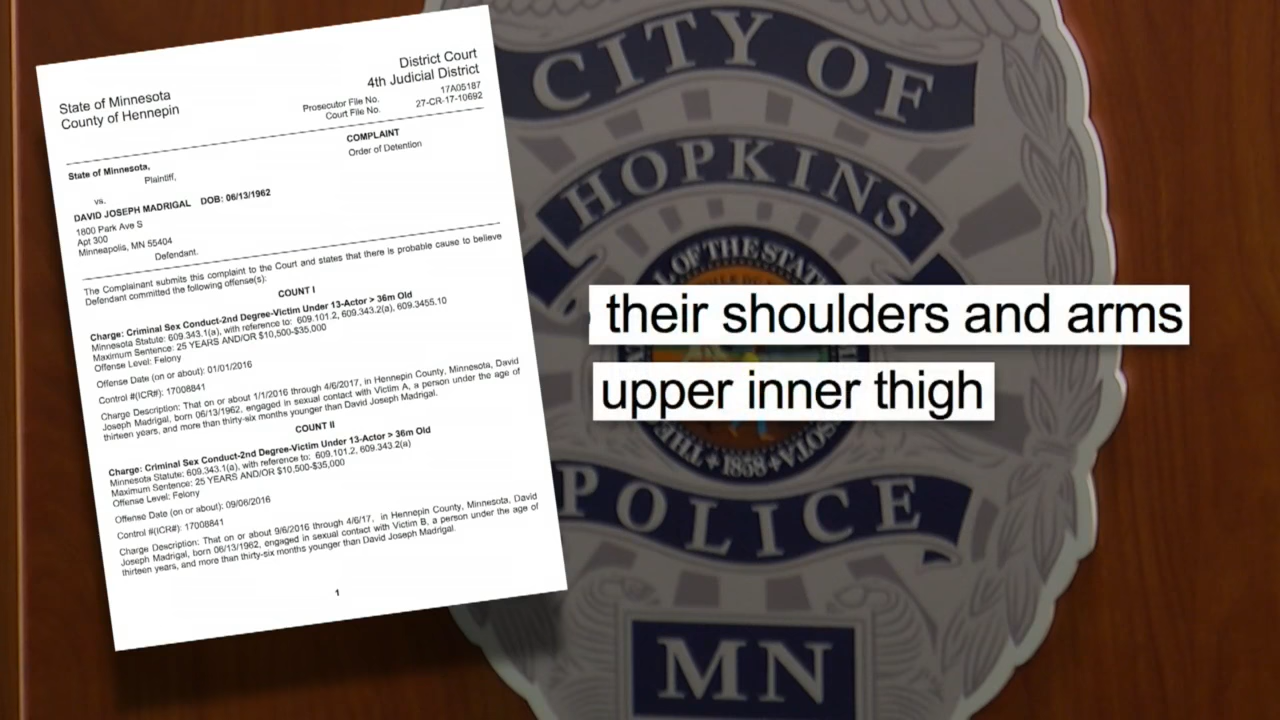 State of Minnesota
County of Hennepin
District Court
4th Judicial District
Prosecutor File No. 17A05187
Court File No. 27-CR-17-10692
State of Minnesota,
Plaintiff,
vs.
DAVID JOSEPH MADRIGAL DOB: 06/13/1962
1800 Park Ave S
Apt 300
Minneapolis, MN 55404
Defendant.
COMPLAINT
Order of Detention
The Complainant submits this complaint to the Court and states that there is probable cause to believe
Defendant committed the following offense(s):
COUNT I
Charge: Criminal Sex Conduct-2nd Degree-Victim Under 13-Actor > 36m Old
Minnesota Statute: 609.343.1(a), with reference to: 609.101.2, 609.343.2(a), 609.3455.10
Maximum Sentence: 25 YEARS AND/OR $10,500-$35,000
Offense Level: Felony
Offense Date (on or about): 01/01/2016
Control #(ICR#): 17008841
Charge Description: That on or about 1/1/2016 through 4/6/2017, in Hennepin County, Minnesota, David
Joseph Madrigal, born 06/13/1962, engaged in sexual contact with Victim A, a person under the age of
thirteen years, and more than thirty-six months younger than David Joseph Madrigal.
COUNT II
Charge: Criminal Sex Conduct-2nd Degree-Victim Under 13-Actor > 36m Old
Minnesota Statute: 609.343.1(a), with reference to: 609.101.2, 609.343.2(a)
Maximum Sentence: 25 YEARS AND/OR $10,500-$35,000
Offense Level: Felony
Offense Date (on or about): 09/06/2016
Control #(ICR#): 17008841
Charge Description: That on or about 9/6/2016 through 4/6/17, in Hennepin County, Minnesota, David
Joseph Madrigal, born 06/13/1962, engaged in sexual contact with Victim B, a person under the age of
thirteen years, and more than thirty-six months younger than David Joseph Madrigal.
1
CITY OF
HOPKINS
OF THE STAT
their shoulders and arms
upper inner thigh
1858
POLICE
MN